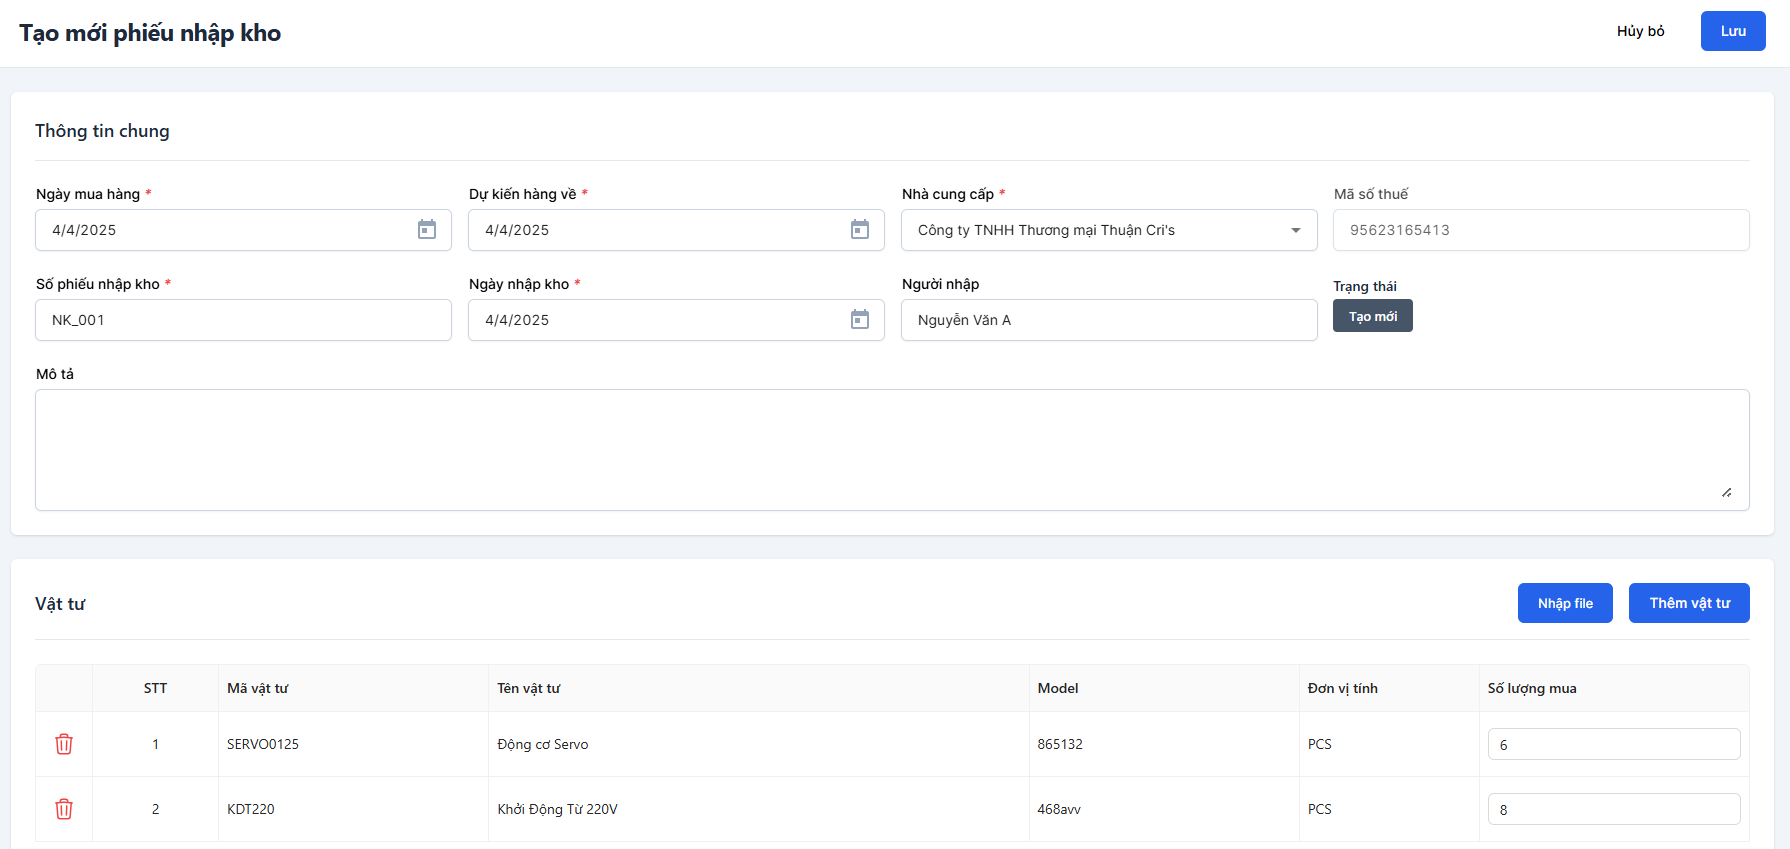 Tạo mới phiếu nhập kho
Hủy bỏ
Lưu
Thông tin chung
Ngày mua hàng *
Dự kiến hàng về *
Nhà cung cấp *
Mã số thuế
4/4/2025
4/4/2025
Công ty TNHH Thương mại Thuận Cri's
95623165413
Số phiếu nhập kho *
Ngày nhập kho *
Người nhập
Trạng thái
NK_001
4/4/2025
Nguyễn Văn A
Tạo mới
Mô tả
Vật tư
Nhập file
Thêm vật tư
STT Mã vật tư Tên vật tư Model Đơn vị tính Số lượng mua
1 SERVO0125 Động cơ Servo 865132 PCS 6
2 KDT220 Khởi Động Từ 220V 468avv PCS 8